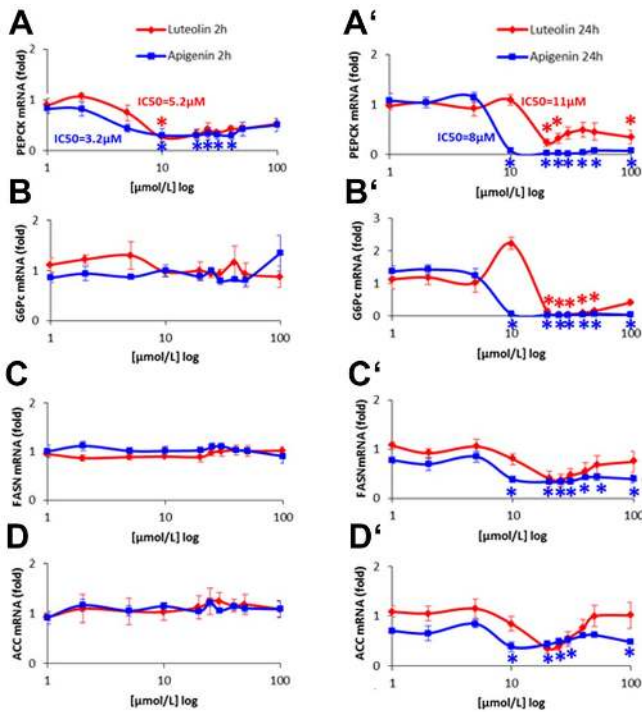 A
Luteolin 2h
Apigenin 2h
PEPCK mRNA (fold)
2
1
0
IC50=5.2µM
IC50=3.2µM
*
* * * * *
1 10 100
[µmol/L] log
A'
Luteolin 24h
Apigenin 24h
PEPCK mRNA (fold)
2
1
0
IC50=11µM
IC50=8µM
* * *
* * * * * * *
1 10 100
[µmol/L] log
B
G6Pc mRNA (fold)
2
1
0
1 10 100
[µmol/L] log
B'
G6Pc mRNA (fold)
3
2
1
0
* * * * *
* * * * * * *
1 10 100
[µmol/L] log
C
FASN mRNA (fold)
2
1
0
1 10 100
[µmol/L] log
C'
FASN mRNA (fold)
2
1
0
* * * * * * *
1 10 100
[µmol/L] log
D
ACC mRNA (fold)
2
1
0
1 10 100
[µmol/L] log
D'
ACC mRNA (fold)
2
1
0
* * * * *
1 10 100
[µmol/L] log